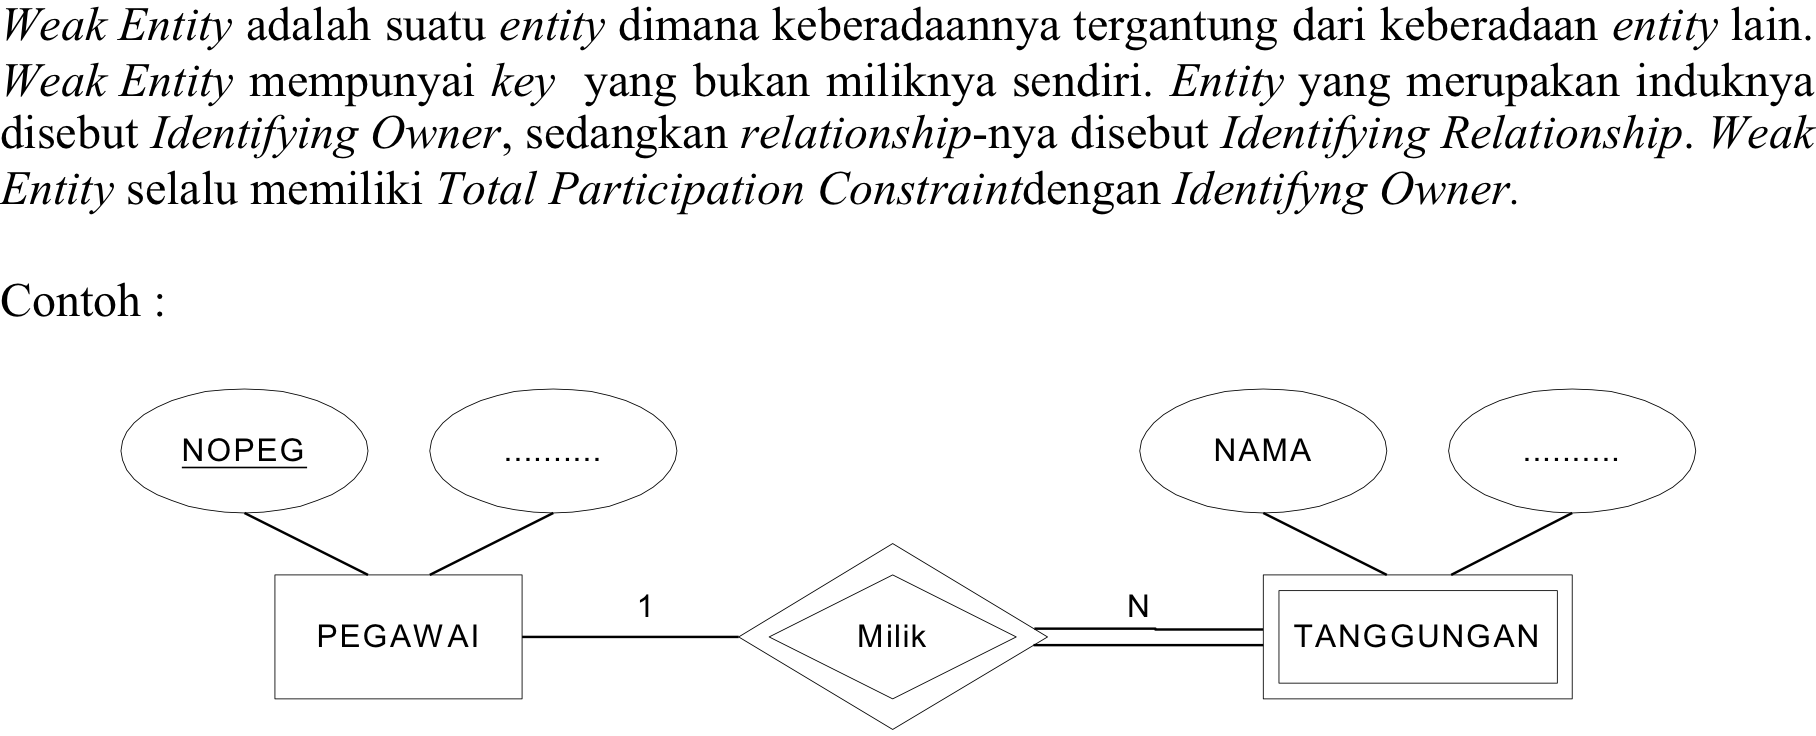 Weak Entity adalah suatu entity dimana keberadaannya tergantung dari keberadaan entity lain.
Weak Entity mempunyai key yang bukan miliknya sendiri. Entity yang merupakan induknya
disebut Identifying Owner, sedangkan relationship-nya disebut Identifying Relationship. Weak
Entity selalu memiliki Total Participation Constraintdengan Identifyng Owner.
Contoh :
NOPEG
..........
NAMA
..........
PEGAWAI
1
Milik
N
TANGGUNGAN